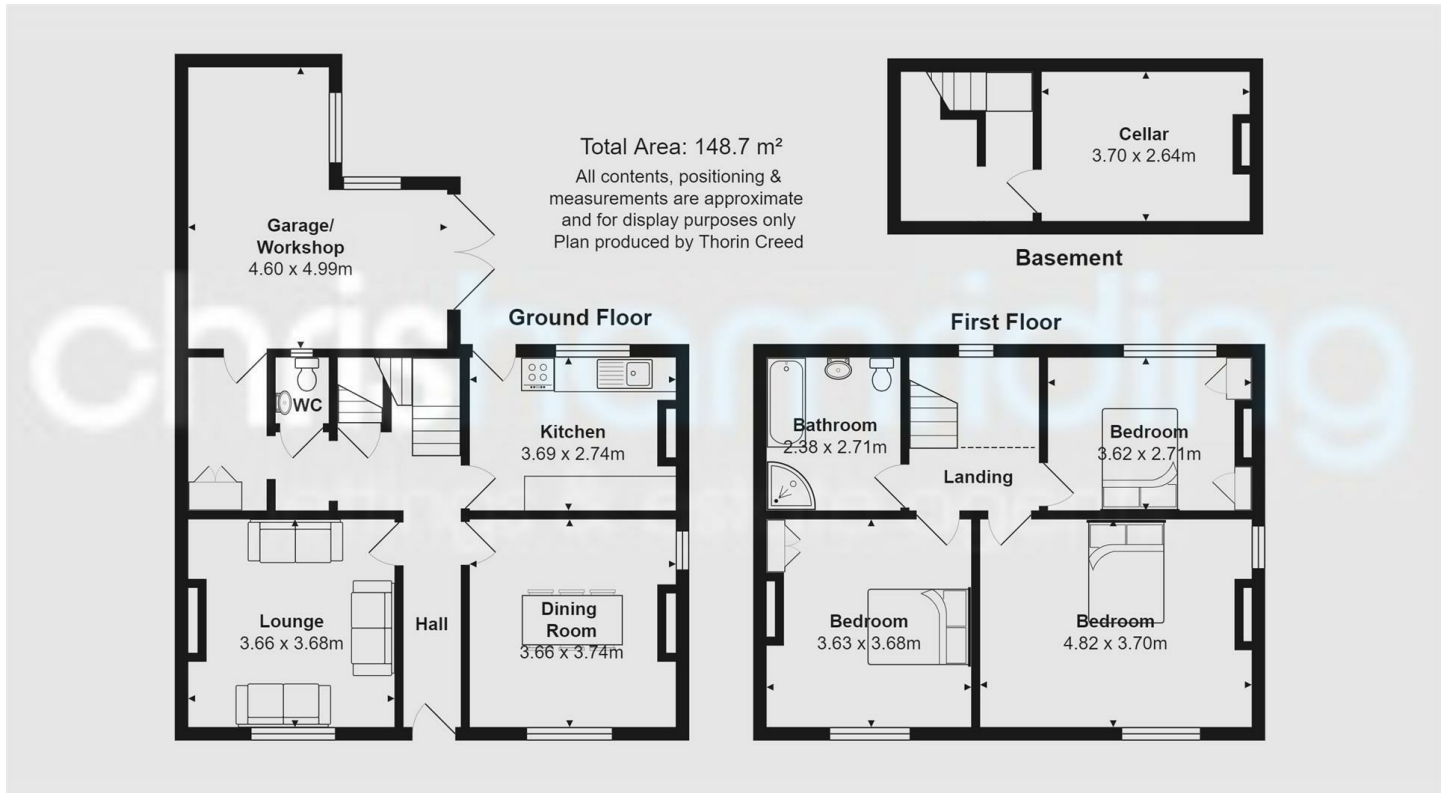 Total Area: 148.7 m²
All contents, positioning &
measurements are approximate
and for display purposes only
Plan produced by Thorin Creed
Cellar
3.70 x 2.64m
Basement
Garage/
Workshop
4.60 x 4.99m
Ground Floor
First Floor
WC
Kitchen
3.69 x 2.74m
Lounge
3.66 x 3.68m
Hall
Dining
Room
3.66 x 3.74m
Bathroom
2.38 x 2.71m
Landing
Bedroom
3.62 x 2.71m
Bedroom
3.63 x 3.68m
Bedroom
4.82 x 3.70m